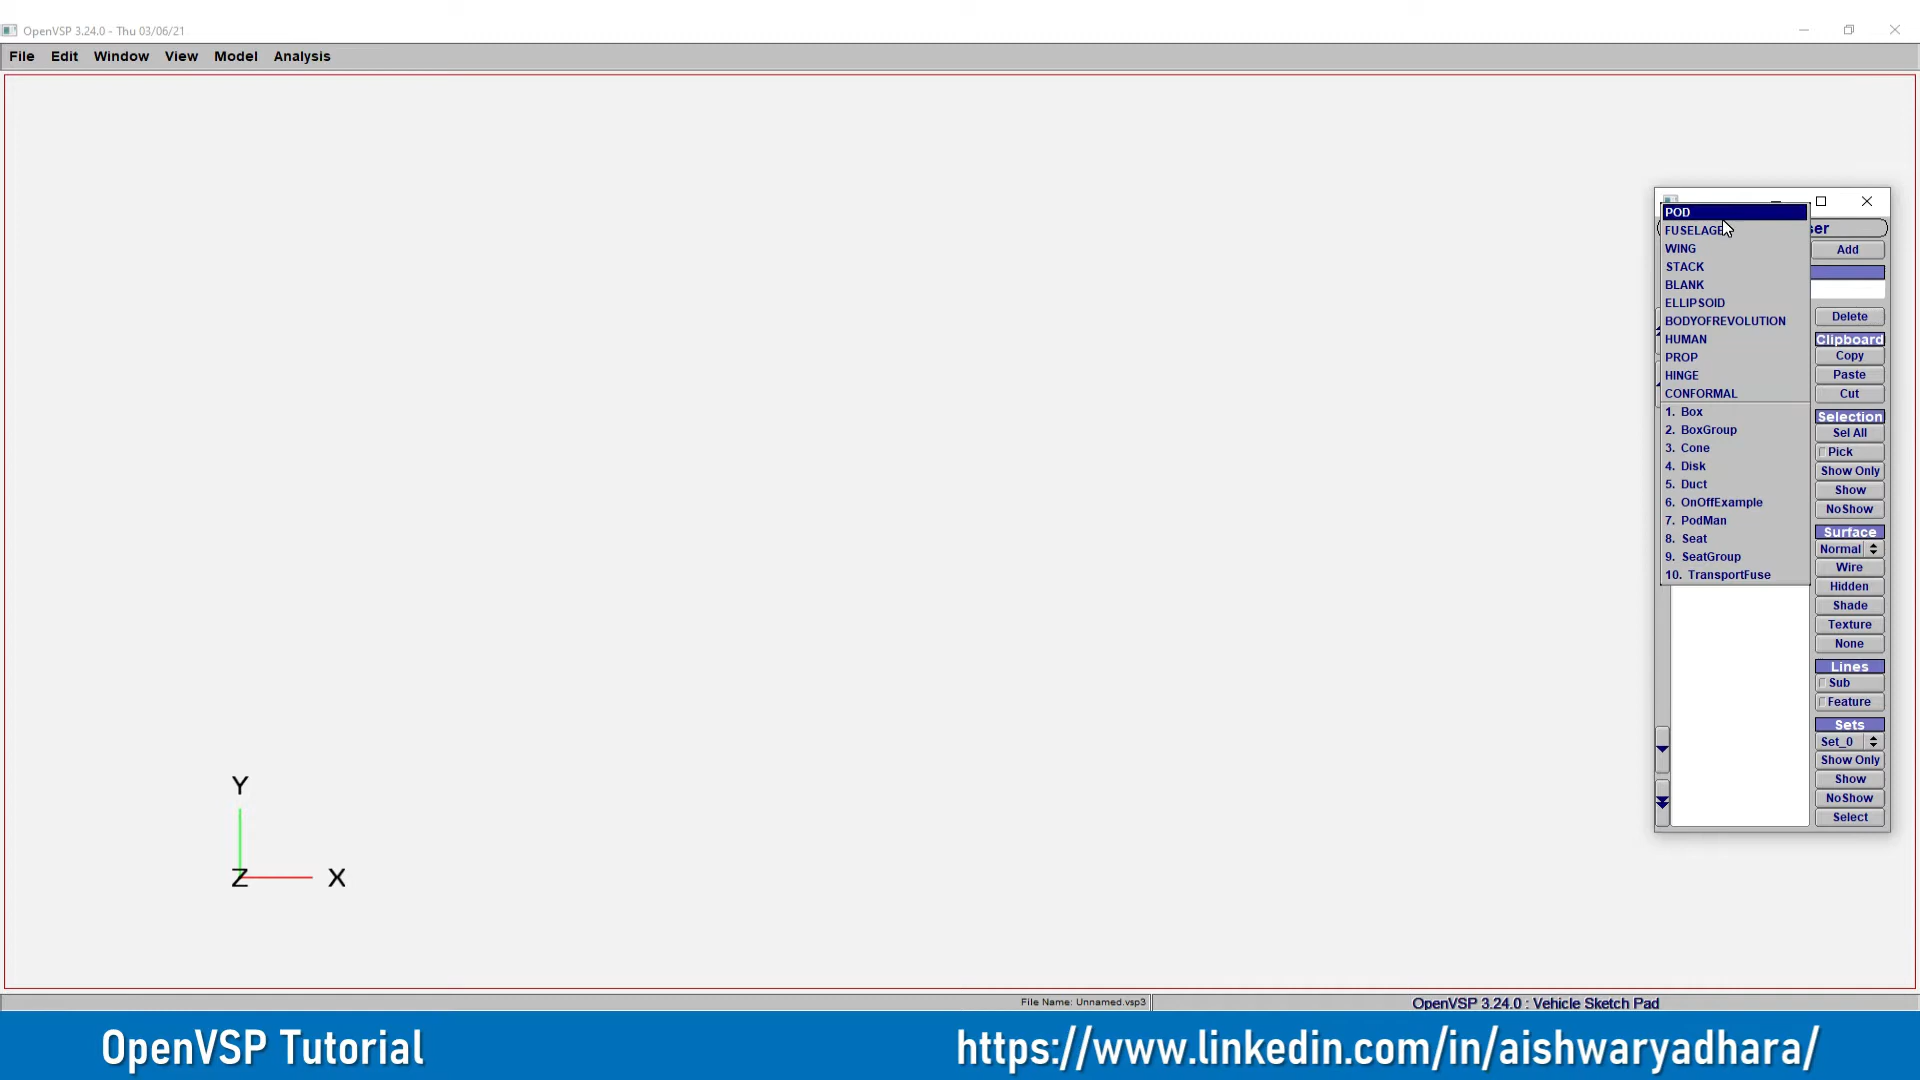 OpenVSP 3.24.0 - Thu 03/06/21
File Edit Window View Model Analysis
POD
FUSELAGE
WING
STACK
BLANK
ELLIPSOID
BODYOFREVOLUTION
HUMAN
PROP
HINGE
CONFORMAL
1. Box
2. BoxGroup
3. Cone
4. Disk
5. Duct
6. OnOffExample
7. PodMan
8. Seat
9. SeatGroup
10. TransportFuse
ser
Add
Delete
Clipboard
Copy
Paste
Cut
Selection
Sel All
Pick
Show Only
Show
NoShow
Surface
Normal
Wire
Hidden
Shade
Texture
None
Lines
Sub
Feature
Sets
Set_0
Show Only
Show
NoShow
Select
Y
Z X
File Name: Unnamed.vsp3
OpenVSP 3.24.0 : Vehicle Sketch Pad
OpenVSP Tutorial
https://www.linkedin.com/in/aishwaryadhara/